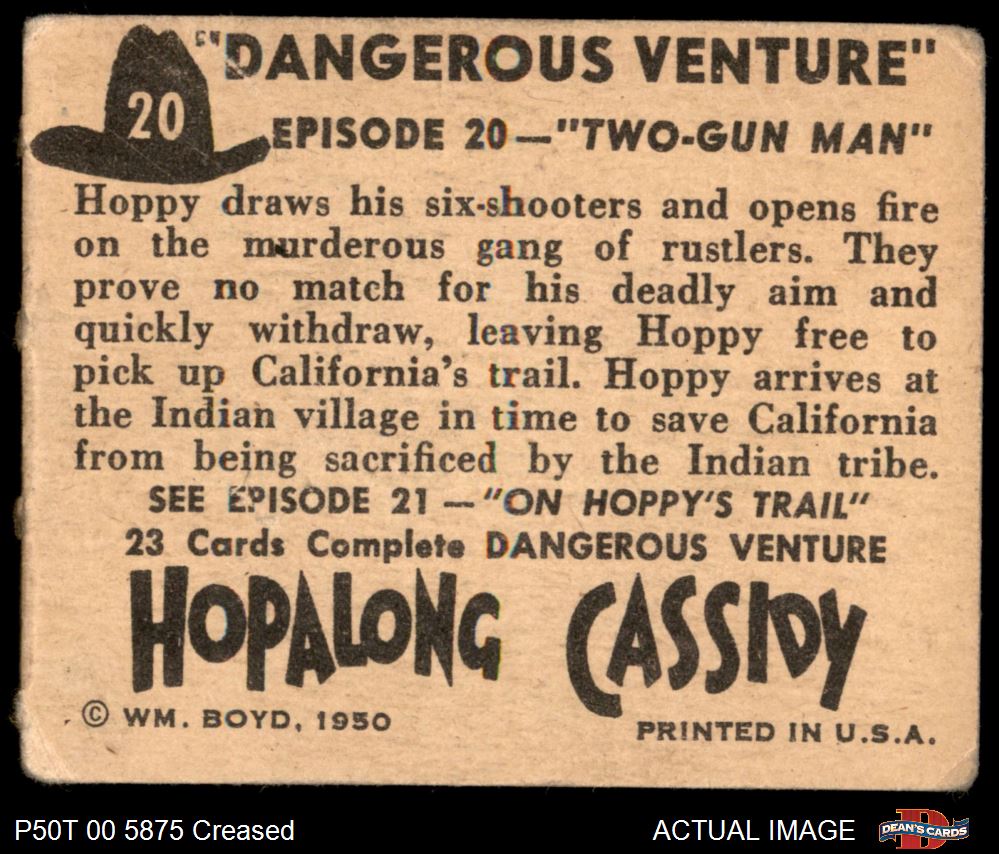 20
"DANGEROUS VENTURE"
EPISODE 20—"TWO-GUN MAN"
Hoppy draws his six-shooters and opens fire
on the murderous gang of rustlers. They
prove no match for his deadly aim and
quickly withdraw, leaving Hoppy free to
pick up California's trail. Hoppy arrives at
the Indian village in time to save California
from being sacrificed by the Indian tribe.
SEE EPISODE 21—"ON HOPPY'S TRAIL"
23 Cards Complete DANGEROUS VENTURE
HOPALONG CASSIDY
© WM. BOYD, 1950
PRINTED IN U.S.A.
P50T 00 5875 Creased
ACTUAL IMAGE
D
DEAN'S CARDS